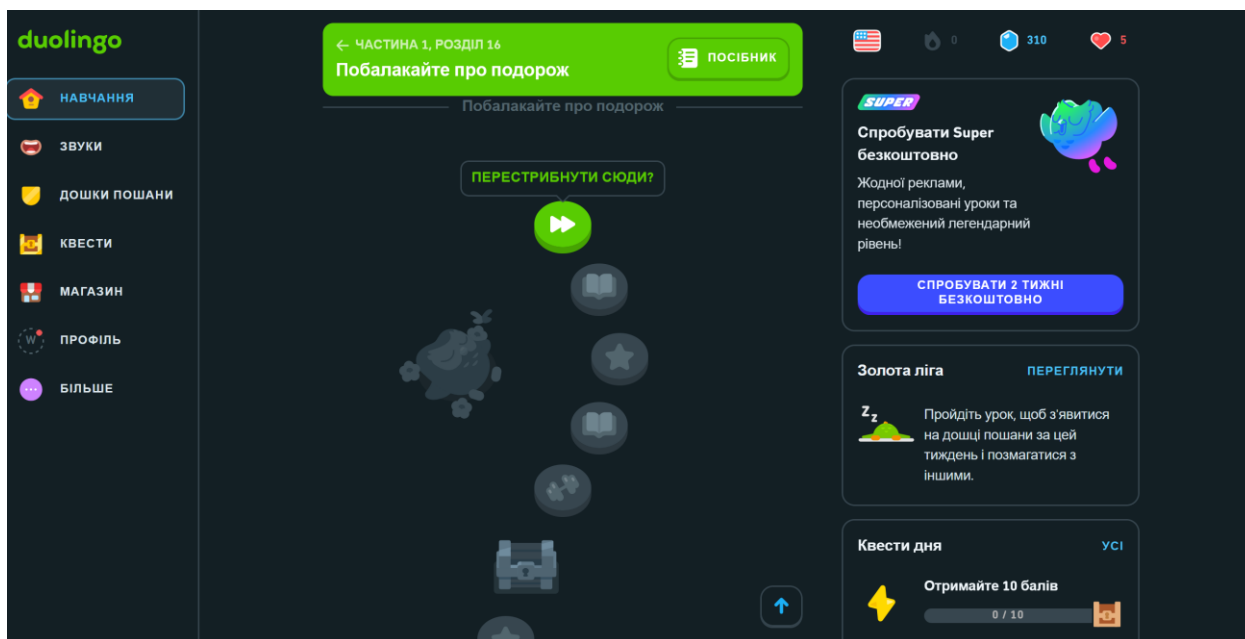 duolingo
НАВЧАННЯ
ЗВУКИ
ДОШКИ ПОШАНИ
КВЕСТИ
МАГАЗИН
W
ПРОФІЛЬ
БІЛЬШЕ
← ЧАСТИНА 1, РОЗДІЛ 16
Побалакайте про подорож
ПОСІБНИК
Побалакайте про подорож
ПЕРЕСТРИБНУТИ СЮДИ?
0
310
5
SUPER
Спробувати Super
безкоштовно
Жодної реклами,
персоналізовані уроки та
необмежений легендарний
рівень!
СПРОБУВАТИ 2 ТИЖНІ
БЕЗКОШТОВНО
Золота ліга
ПЕРЕГЛЯНУТИ
Z z
Пройдіть урок, щоб з'явитися
на дошці пошани за цей
тиждень і позмагатися з
іншими.
Квести дня
УСІ
Отримайте 10 балів
0 / 10